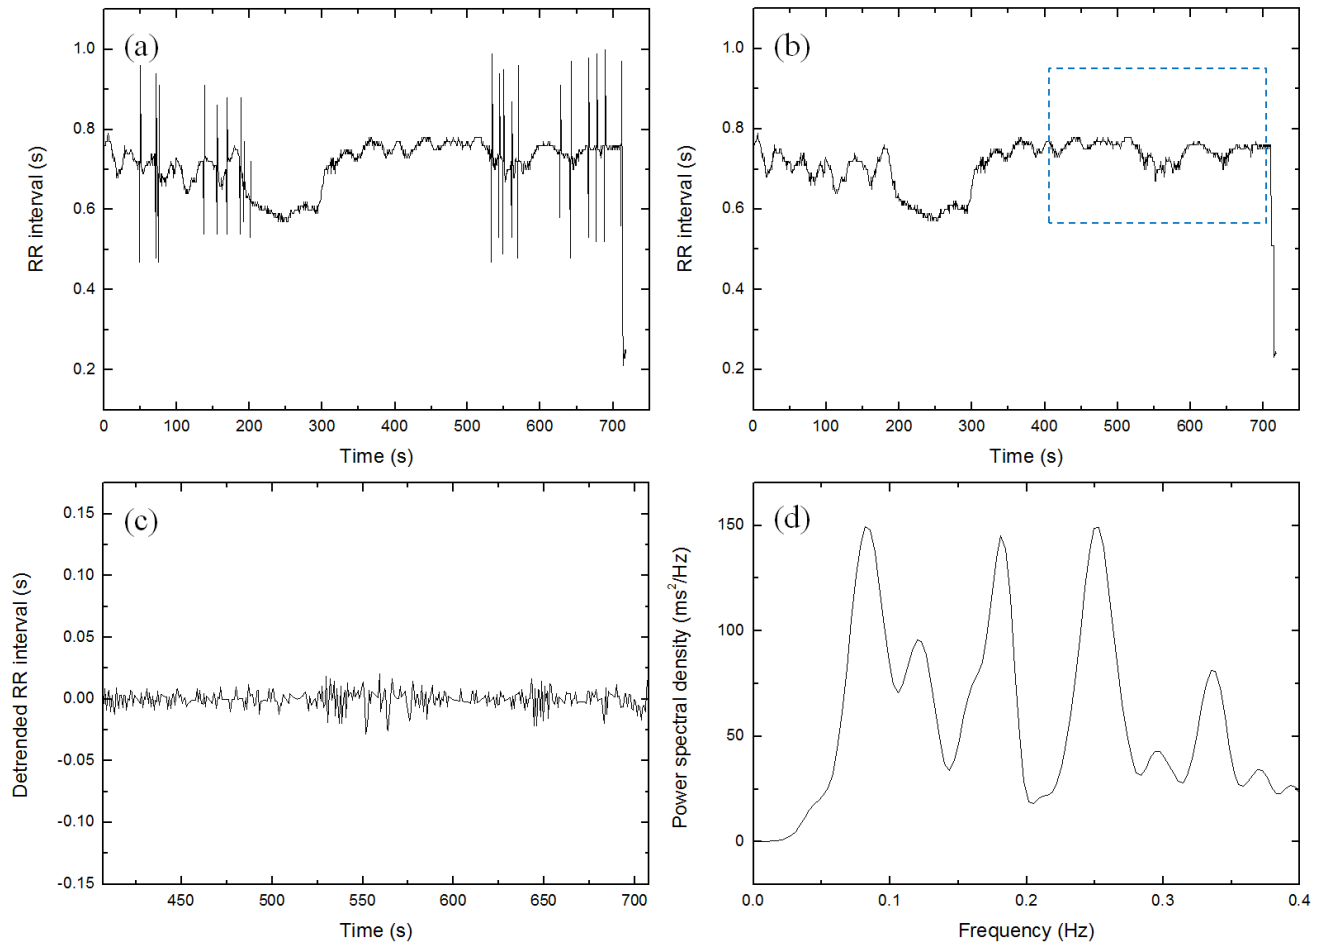 (a)
RR interval (s)
1.0
0.8
0.6
0.4
0.2
0 100 200 300 400 500 600 700
Time (s)
(b)
RR interval (s)
1.0
0.8
0.6
0.4
0.2
0 100 200 300 400 500 600 700
Time (s)
(c)
Detrended RR interval (s)
0.15
0.10
0.05
0.00
-0.05
-0.10
-0.15
450 500 550 600 650 700
Time (s)
(d)
Power spectral density (ms²/Hz)
150
100
50
0
0.0 0.1 0.2 0.3 0.4
Frequency (Hz)